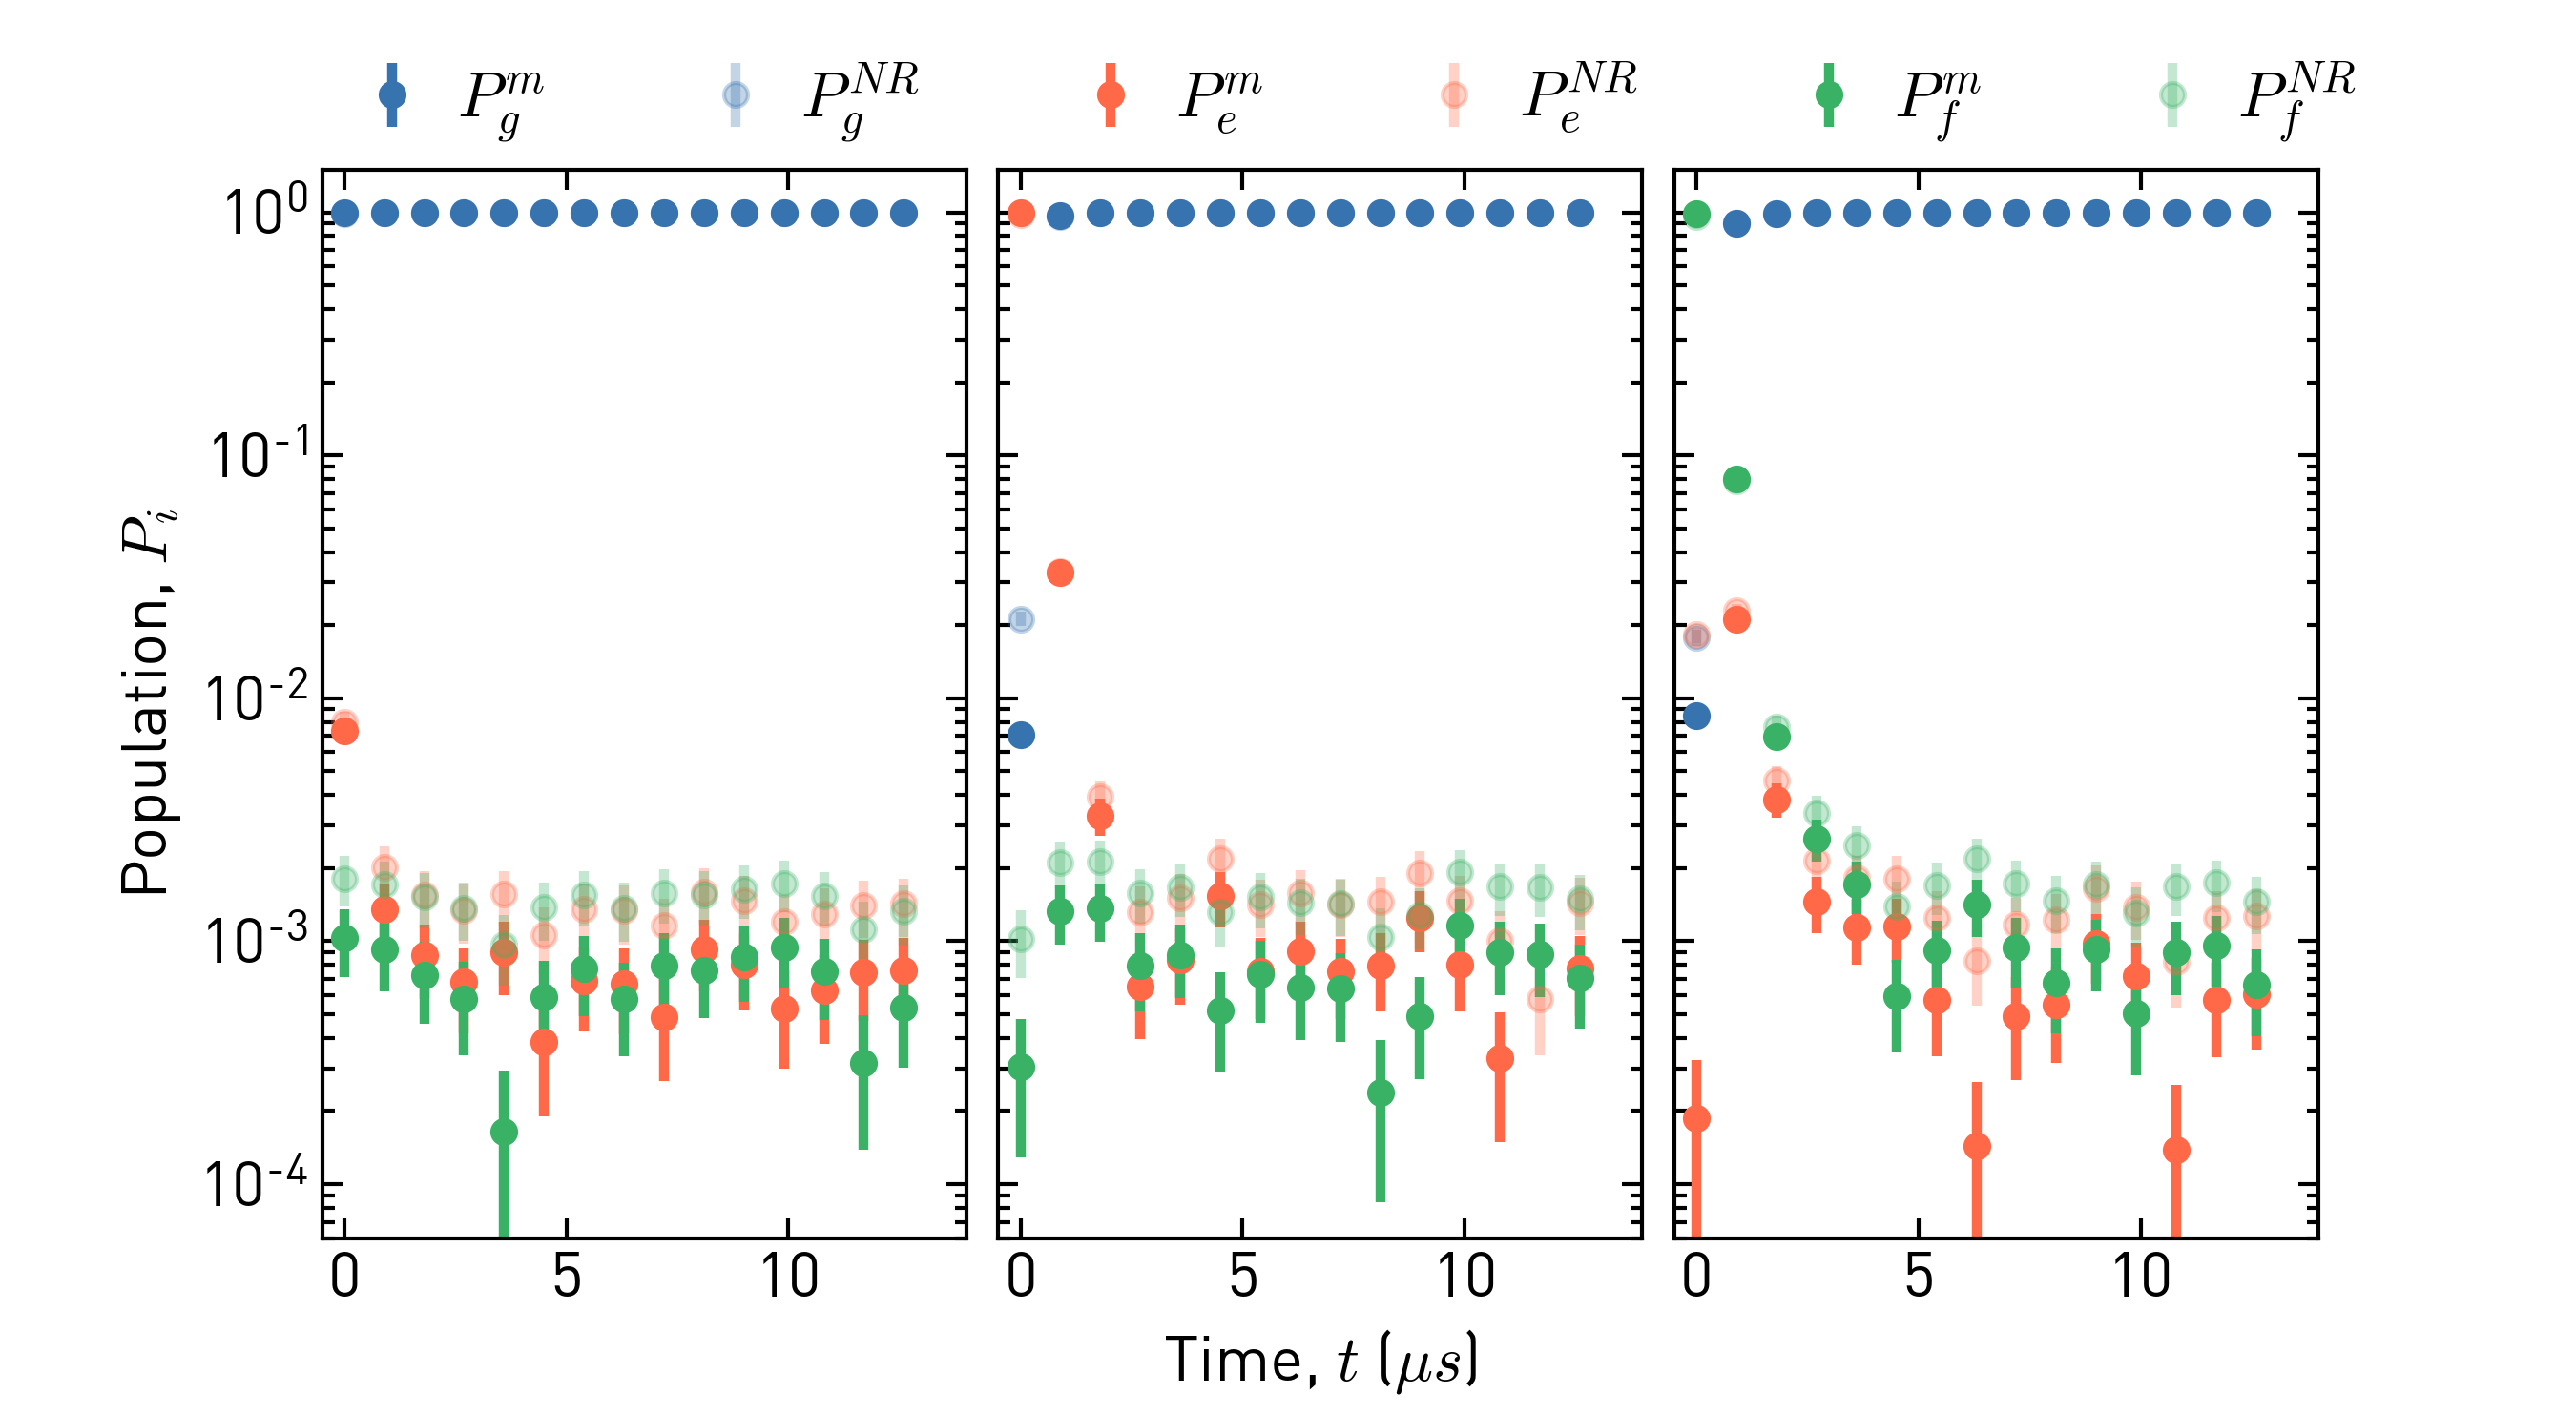 P_g^m P_g^{NR} P_e^m P_e^{NR} P_f^m P_f^{NR}
10^0
10^{-1}
10^{-2}
10^{-3}
10^{-4}
Population, P_i
0 5 10 0 5 10 0 5 10
Time, t (μs)